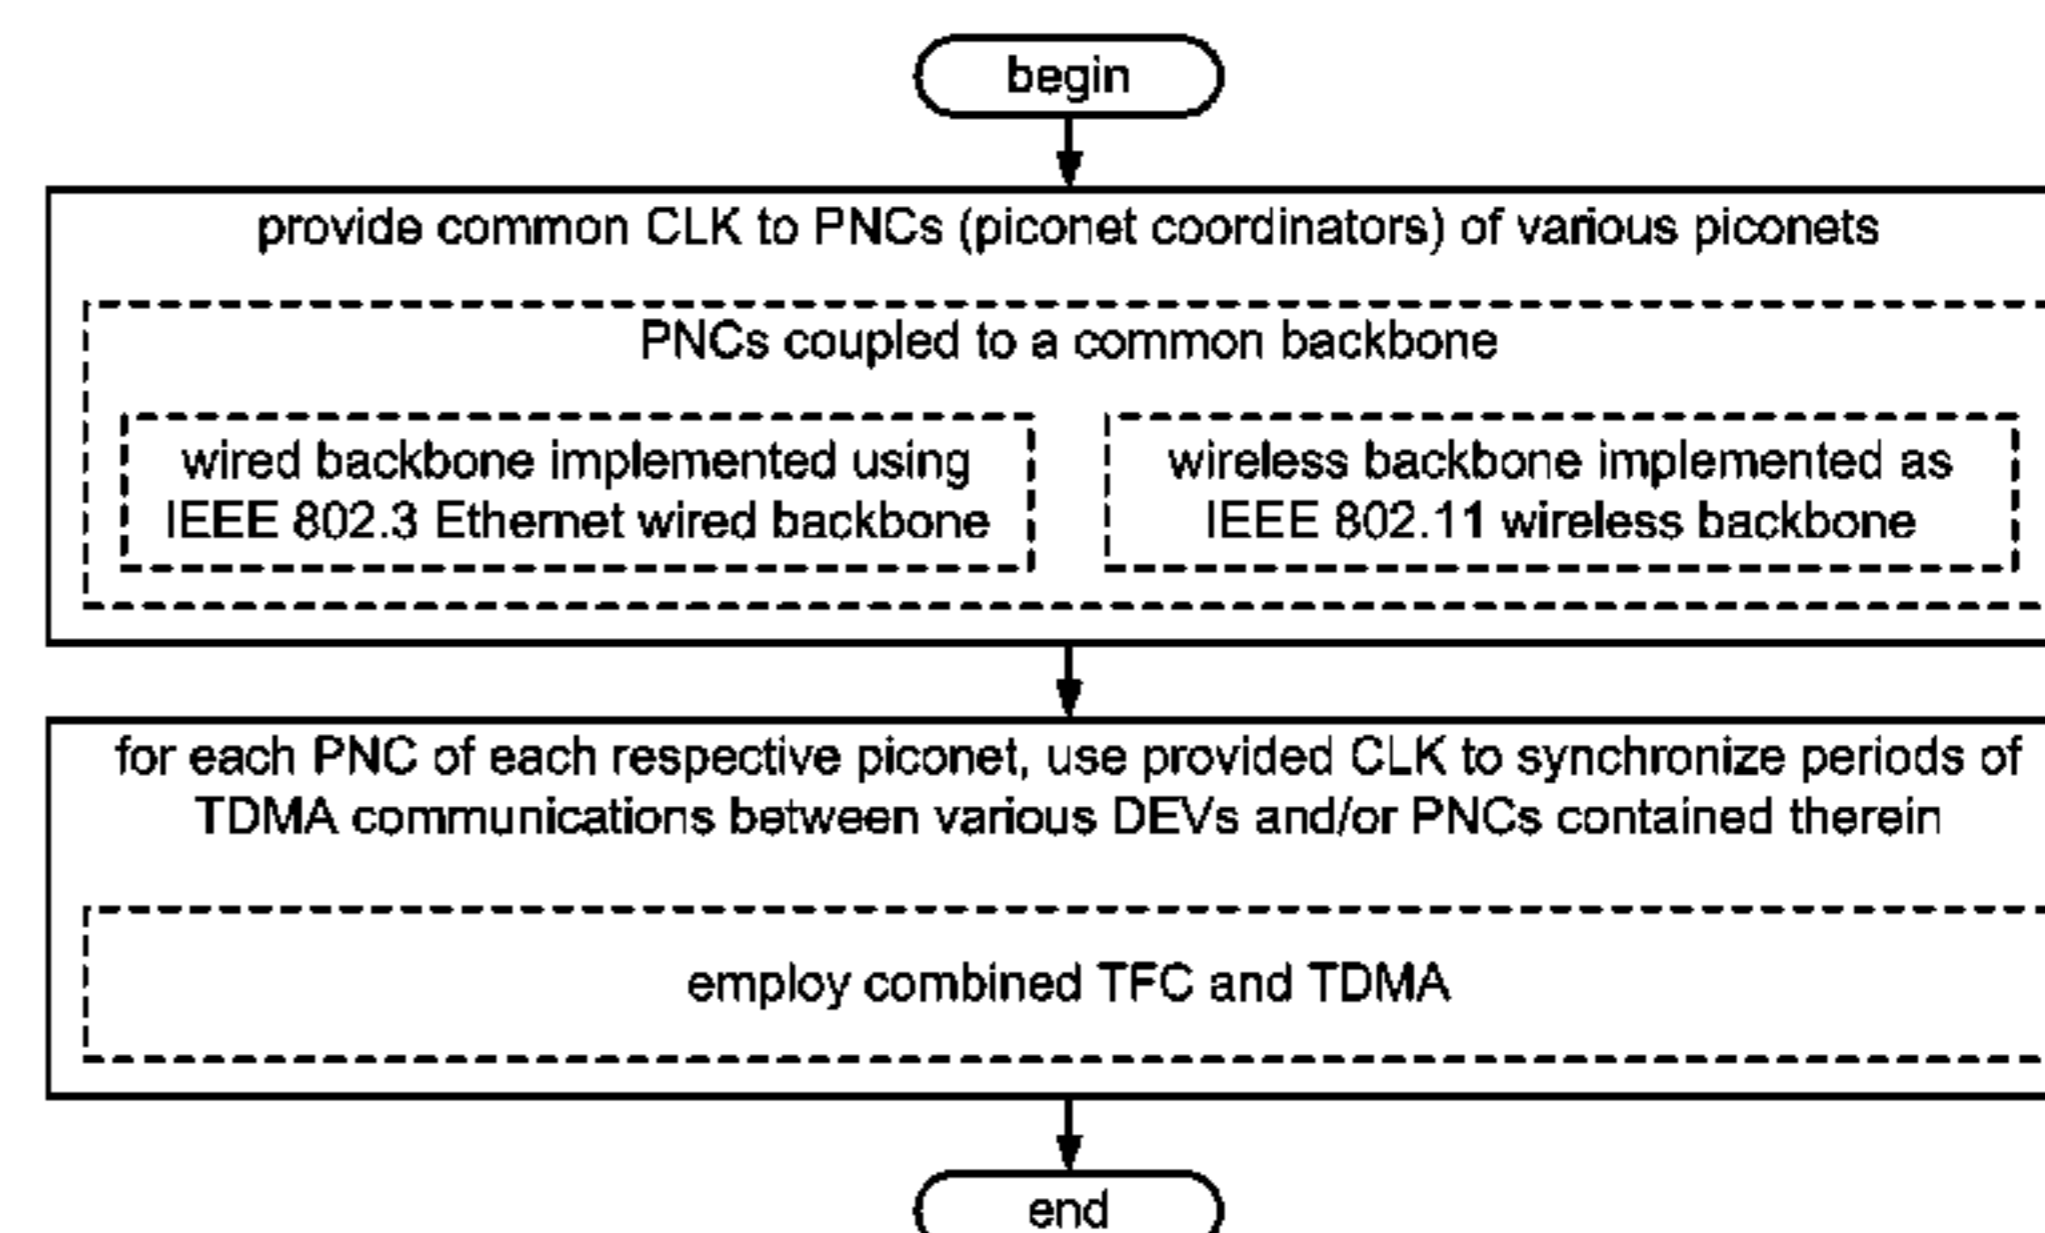 begin
provide common CLK to PNCs (piconet coordinators) of various piconets
PNCs coupled to a common backbone
wired backbone implemented using
IEEE 802.3 Ethernet wired backbone
wireless backbone implemented as
IEEE 802.11 wireless backbone
for each PNC of each respective piconet, use provided CLK to synchronize periods of
TDMA communications between various DEVs and/or PNCs contained therein
employ combined TFC and TDMA
end